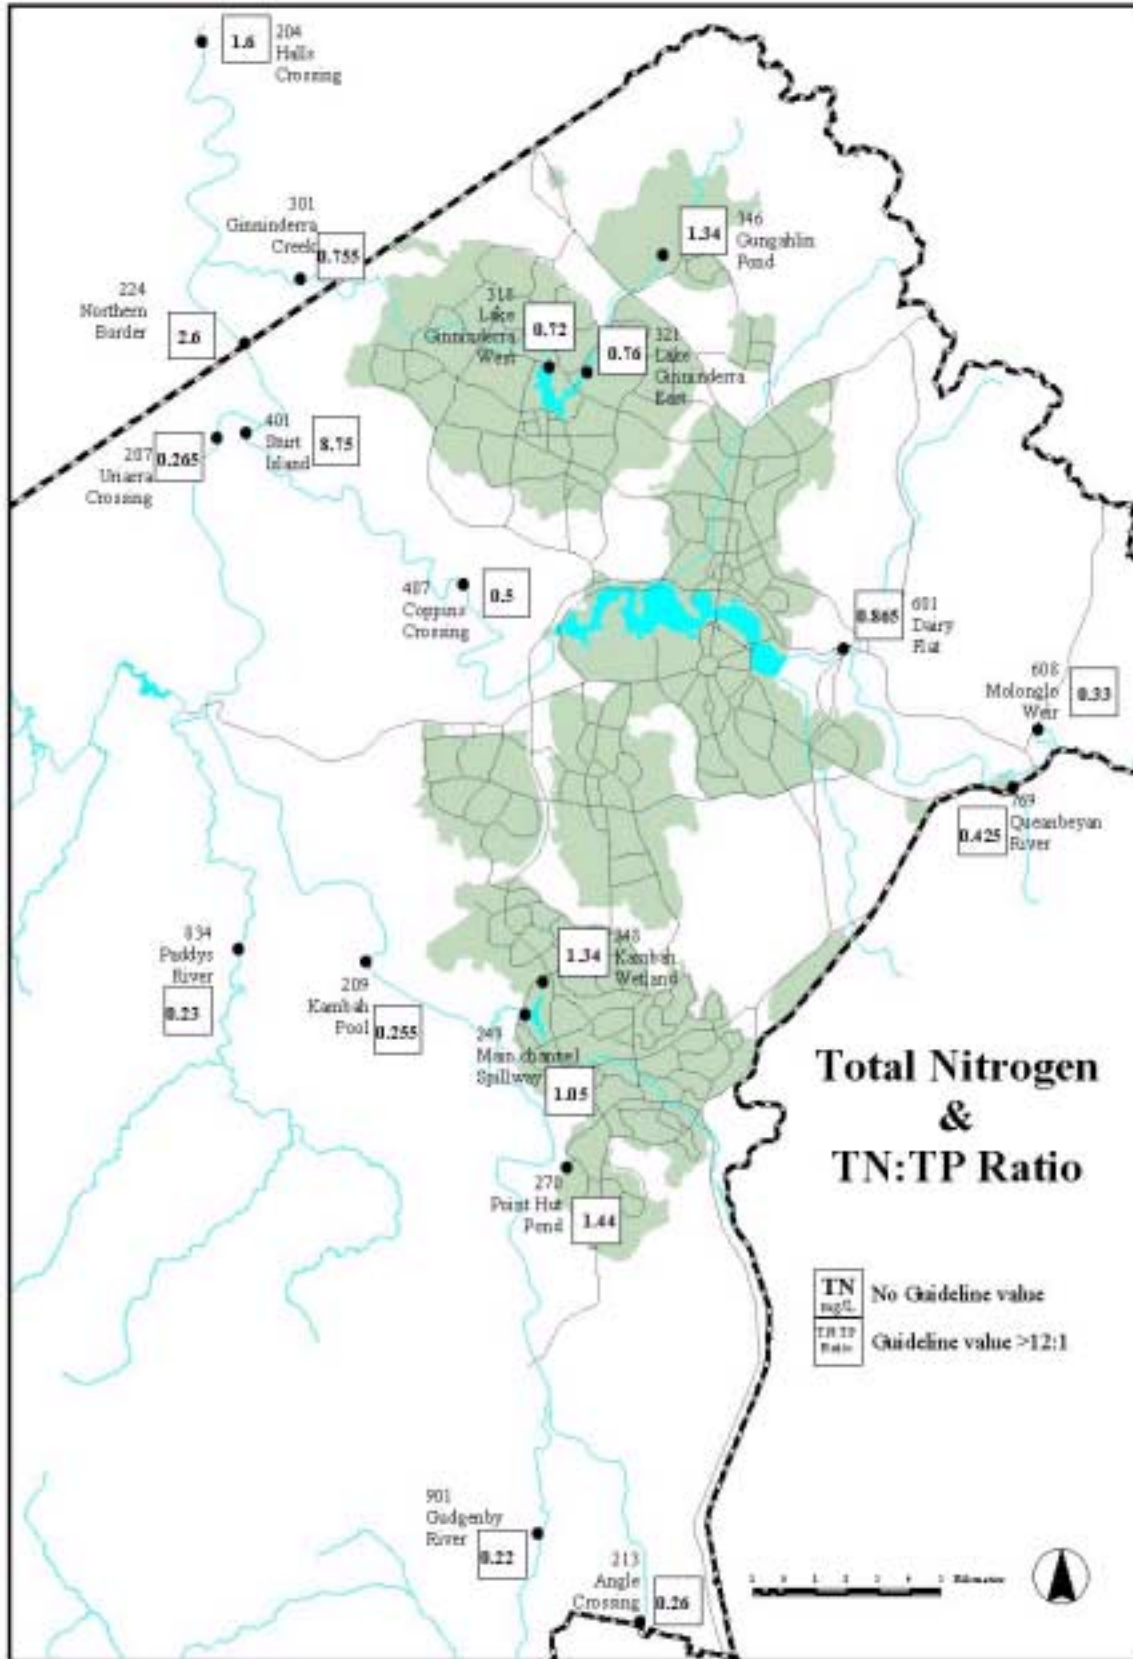 1.6
204
Halls
Crossing
301
Ginninderra
Creek
0.755
1.34
346
Gungahlin
Pond
224
Northern
Border
2.6
318
Lake
Ginninderra
West
0.72
0.76
321
Lake
Ginninderra
East
401
Sturt
Island
8.75
207
Uriarra
Crossing
0.265
407
Coppins
Crossing
0.5
0.865
601
Dairy
Flat
608
Molonglo
Weir
0.33
769
Queanbeyan
River
0.425
834
Paddys
River
0.23
209
Kambah
Pool
0.255
1.34
248
Kambah
Wetland
249
Main channel
Spillway
1.05
270
Point Hut
Pond
1.44
Total Nitrogen
&
TN:TP Ratio
TN
mg/L
No Guideline value
TN:TP
Ratio
Guideline value >12:1
901
Gudgenby
River
0.22
213
Angle
Crossing
0.26
Kilometres